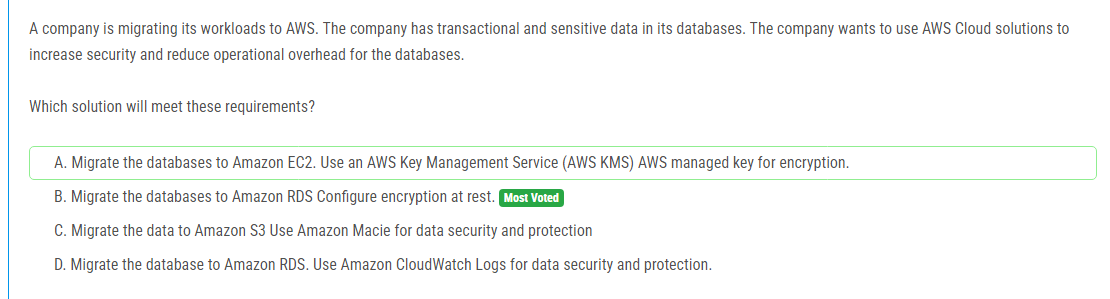 A company is migrating its workloads to AWS. The company has transactional and sensitive data in its databases. The company wants to use AWS Cloud solutions to
increase security and reduce operational overhead for the databases.
Which solution will meet these requirements?
A. Migrate the databases to Amazon EC2. Use an AWS Key Management Service (AWS KMS) AWS managed key for encryption.
B. Migrate the databases to Amazon RDS Configure encryption at rest. Most Voted
C. Migrate the data to Amazon S3 Use Amazon Macie for data security and protection
D. Migrate the database to Amazon RDS. Use Amazon CloudWatch Logs for data security and protection.